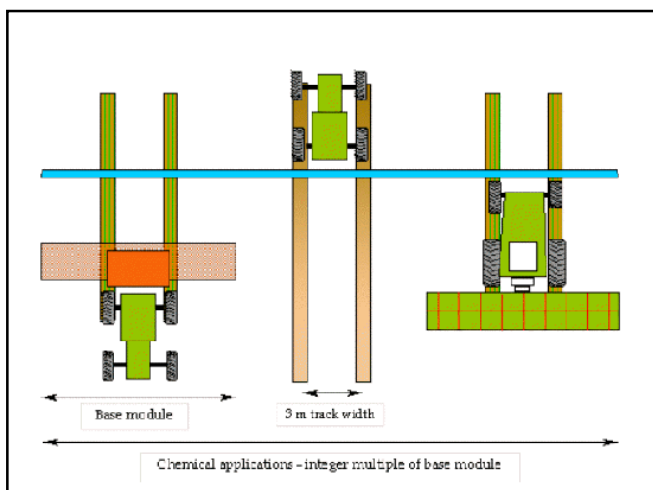 Base module
3 m track width
Chemical applications - integer multiple of base module